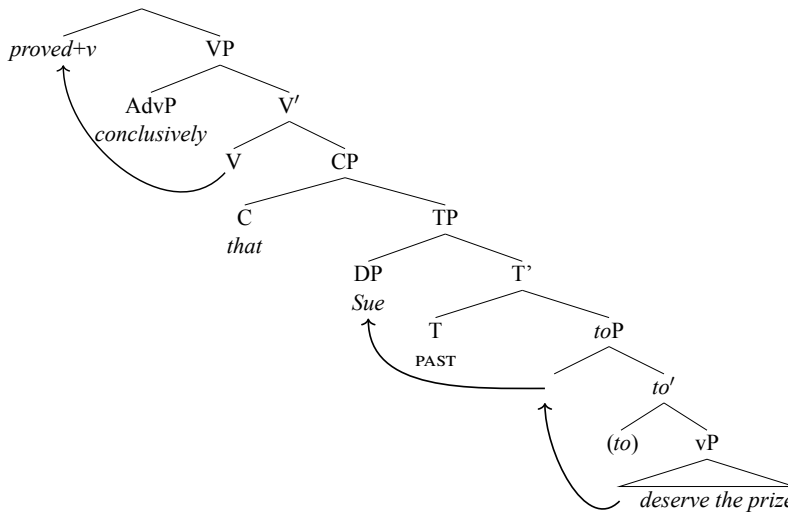 proved+v VP
AdvP V′
conclusively
V CP
C TP
that
DP T’
Sue
T toP
PAST
to′
(to) vP
deserve the prize